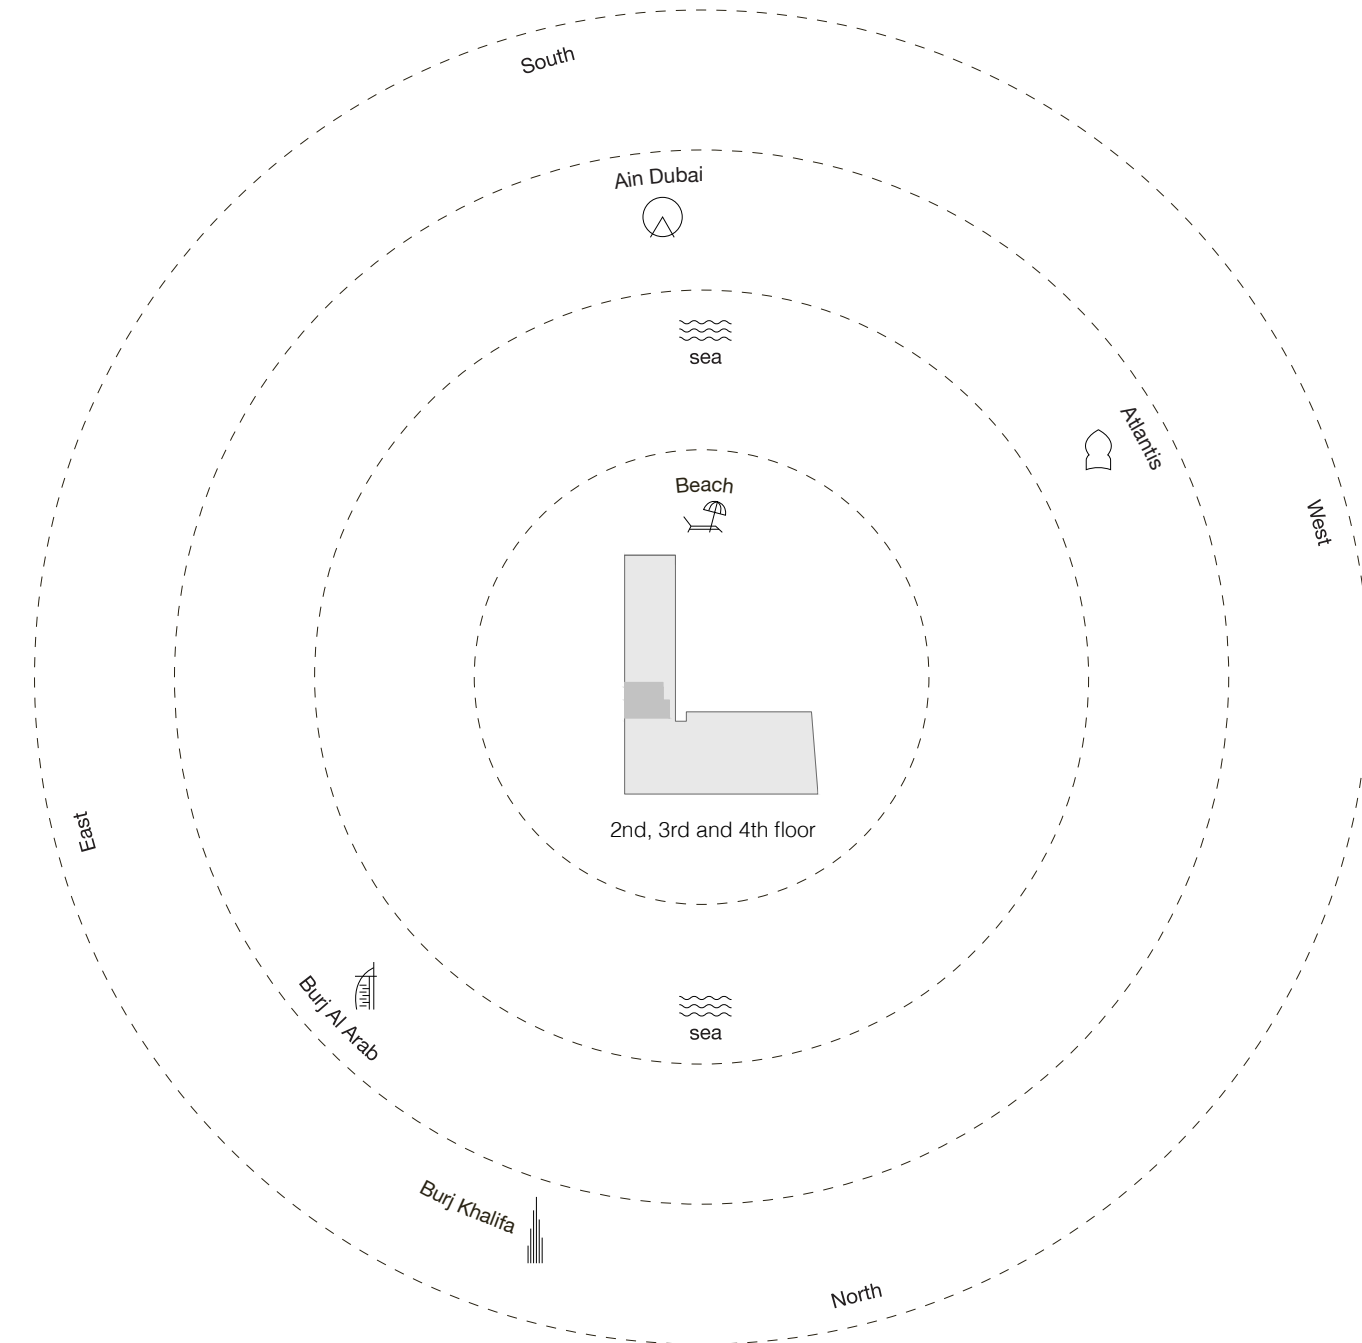 South
Ain Dubai
sea
Atlantis
Beach
West
2nd, 3rd and 4th floor
East
Burj Al Arab
sea
Burj Khalifa
North